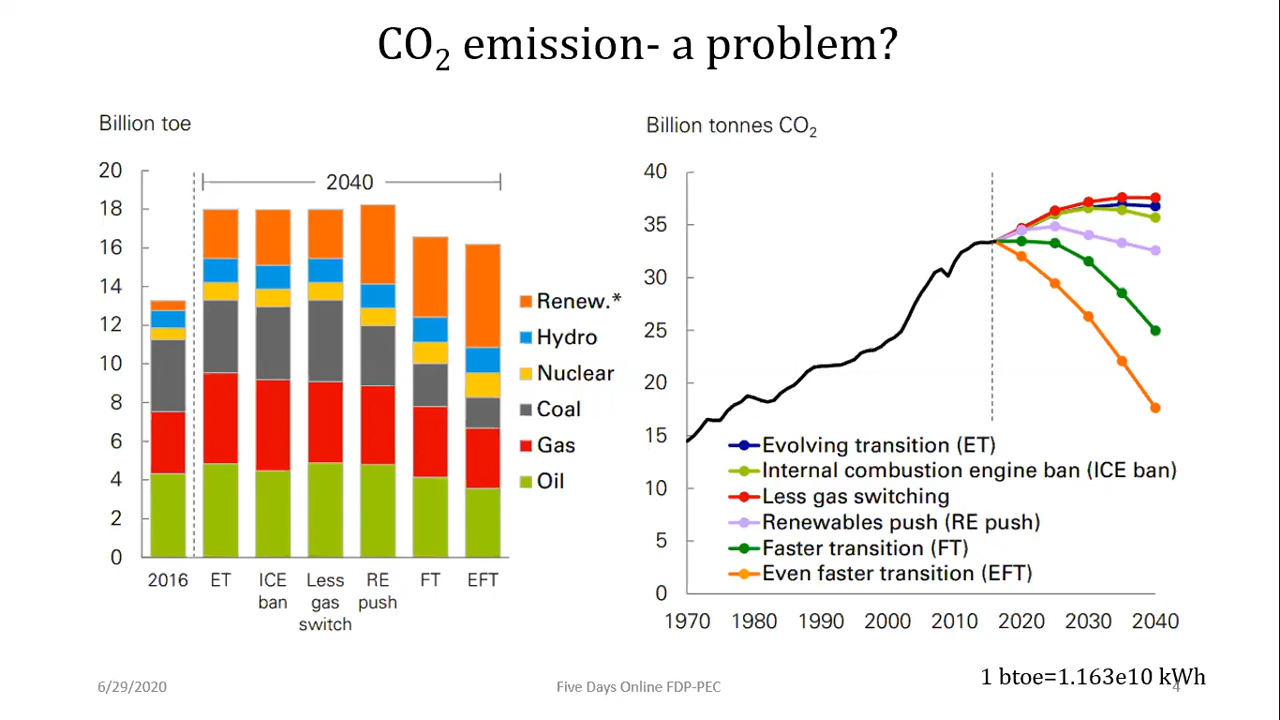 CO₂ emission- a problem?
Billion toe
20
18
16
14
12
10
8
6
4
2
0
2040
Renew.*
Hydro
Nuclear
Coal
Gas
Oil
2016
ET
ICE
ban
Less
gas
switch
RE
push
FT
EFT
Billion tonnes CO₂
40
35
30
25
20
15
10
5
0
Evolving transition (ET)
Internal combustion engine ban (ICE ban)
Less gas switching
Renewables push (RE push)
Faster transition (FT)
Even faster transition (EFT)
1970 1980 1990 2000 2010 2020 2030 2040
1 btoe=1.163e10 kWh
6/29/2020
Five Days Online FDP-PEC
4